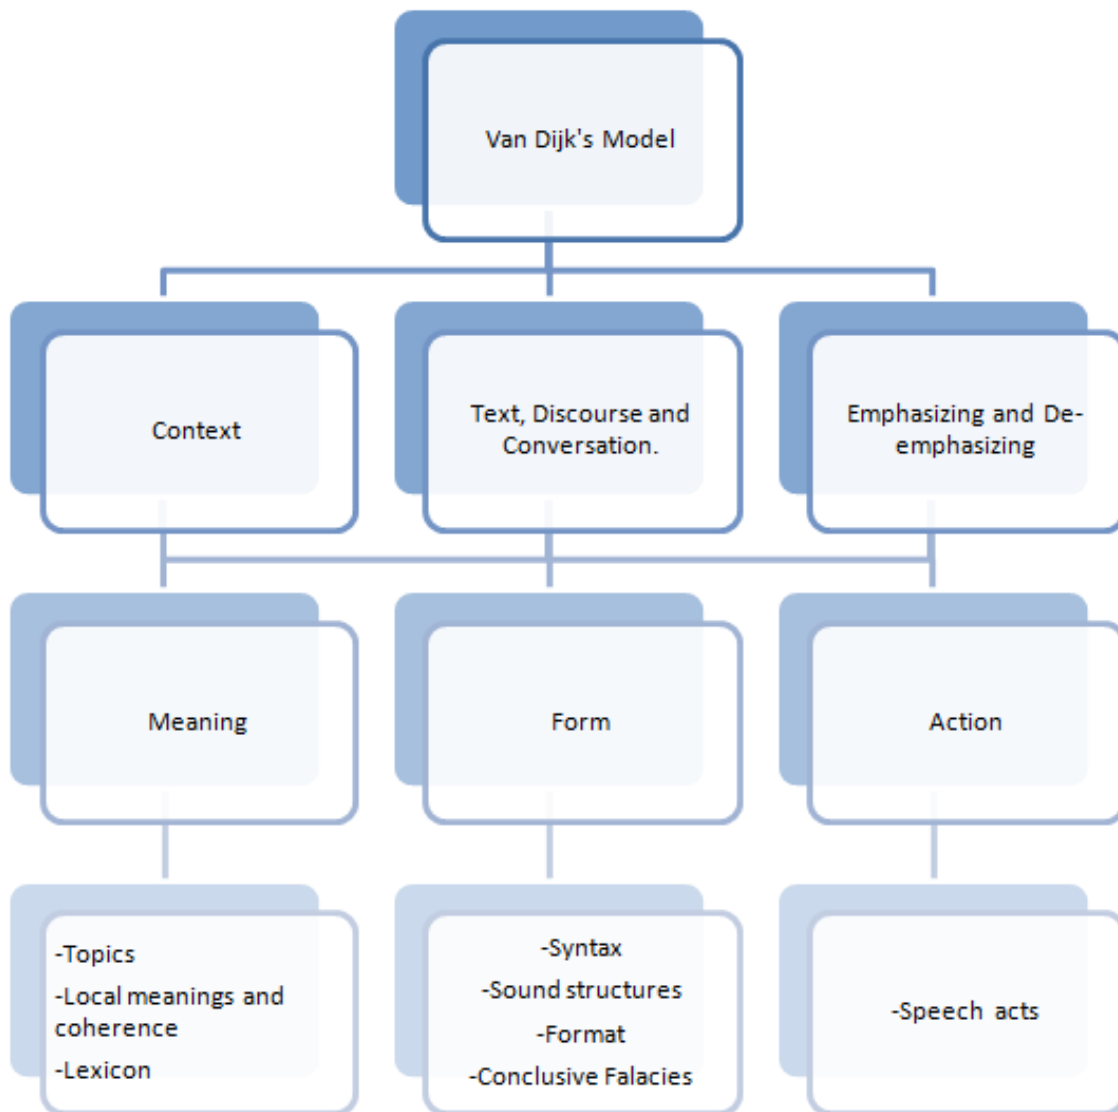 Van Dijk's Model
Context
Text, Discourse and
Conversation.
Emphasizing and De-
emphasizing
Meaning
Form
Action
-Topics
-Local meanings and
coherence
-Lexicon
-Syntax
-Sound structures
-Format
-Conclusive Falacies
-Speech acts